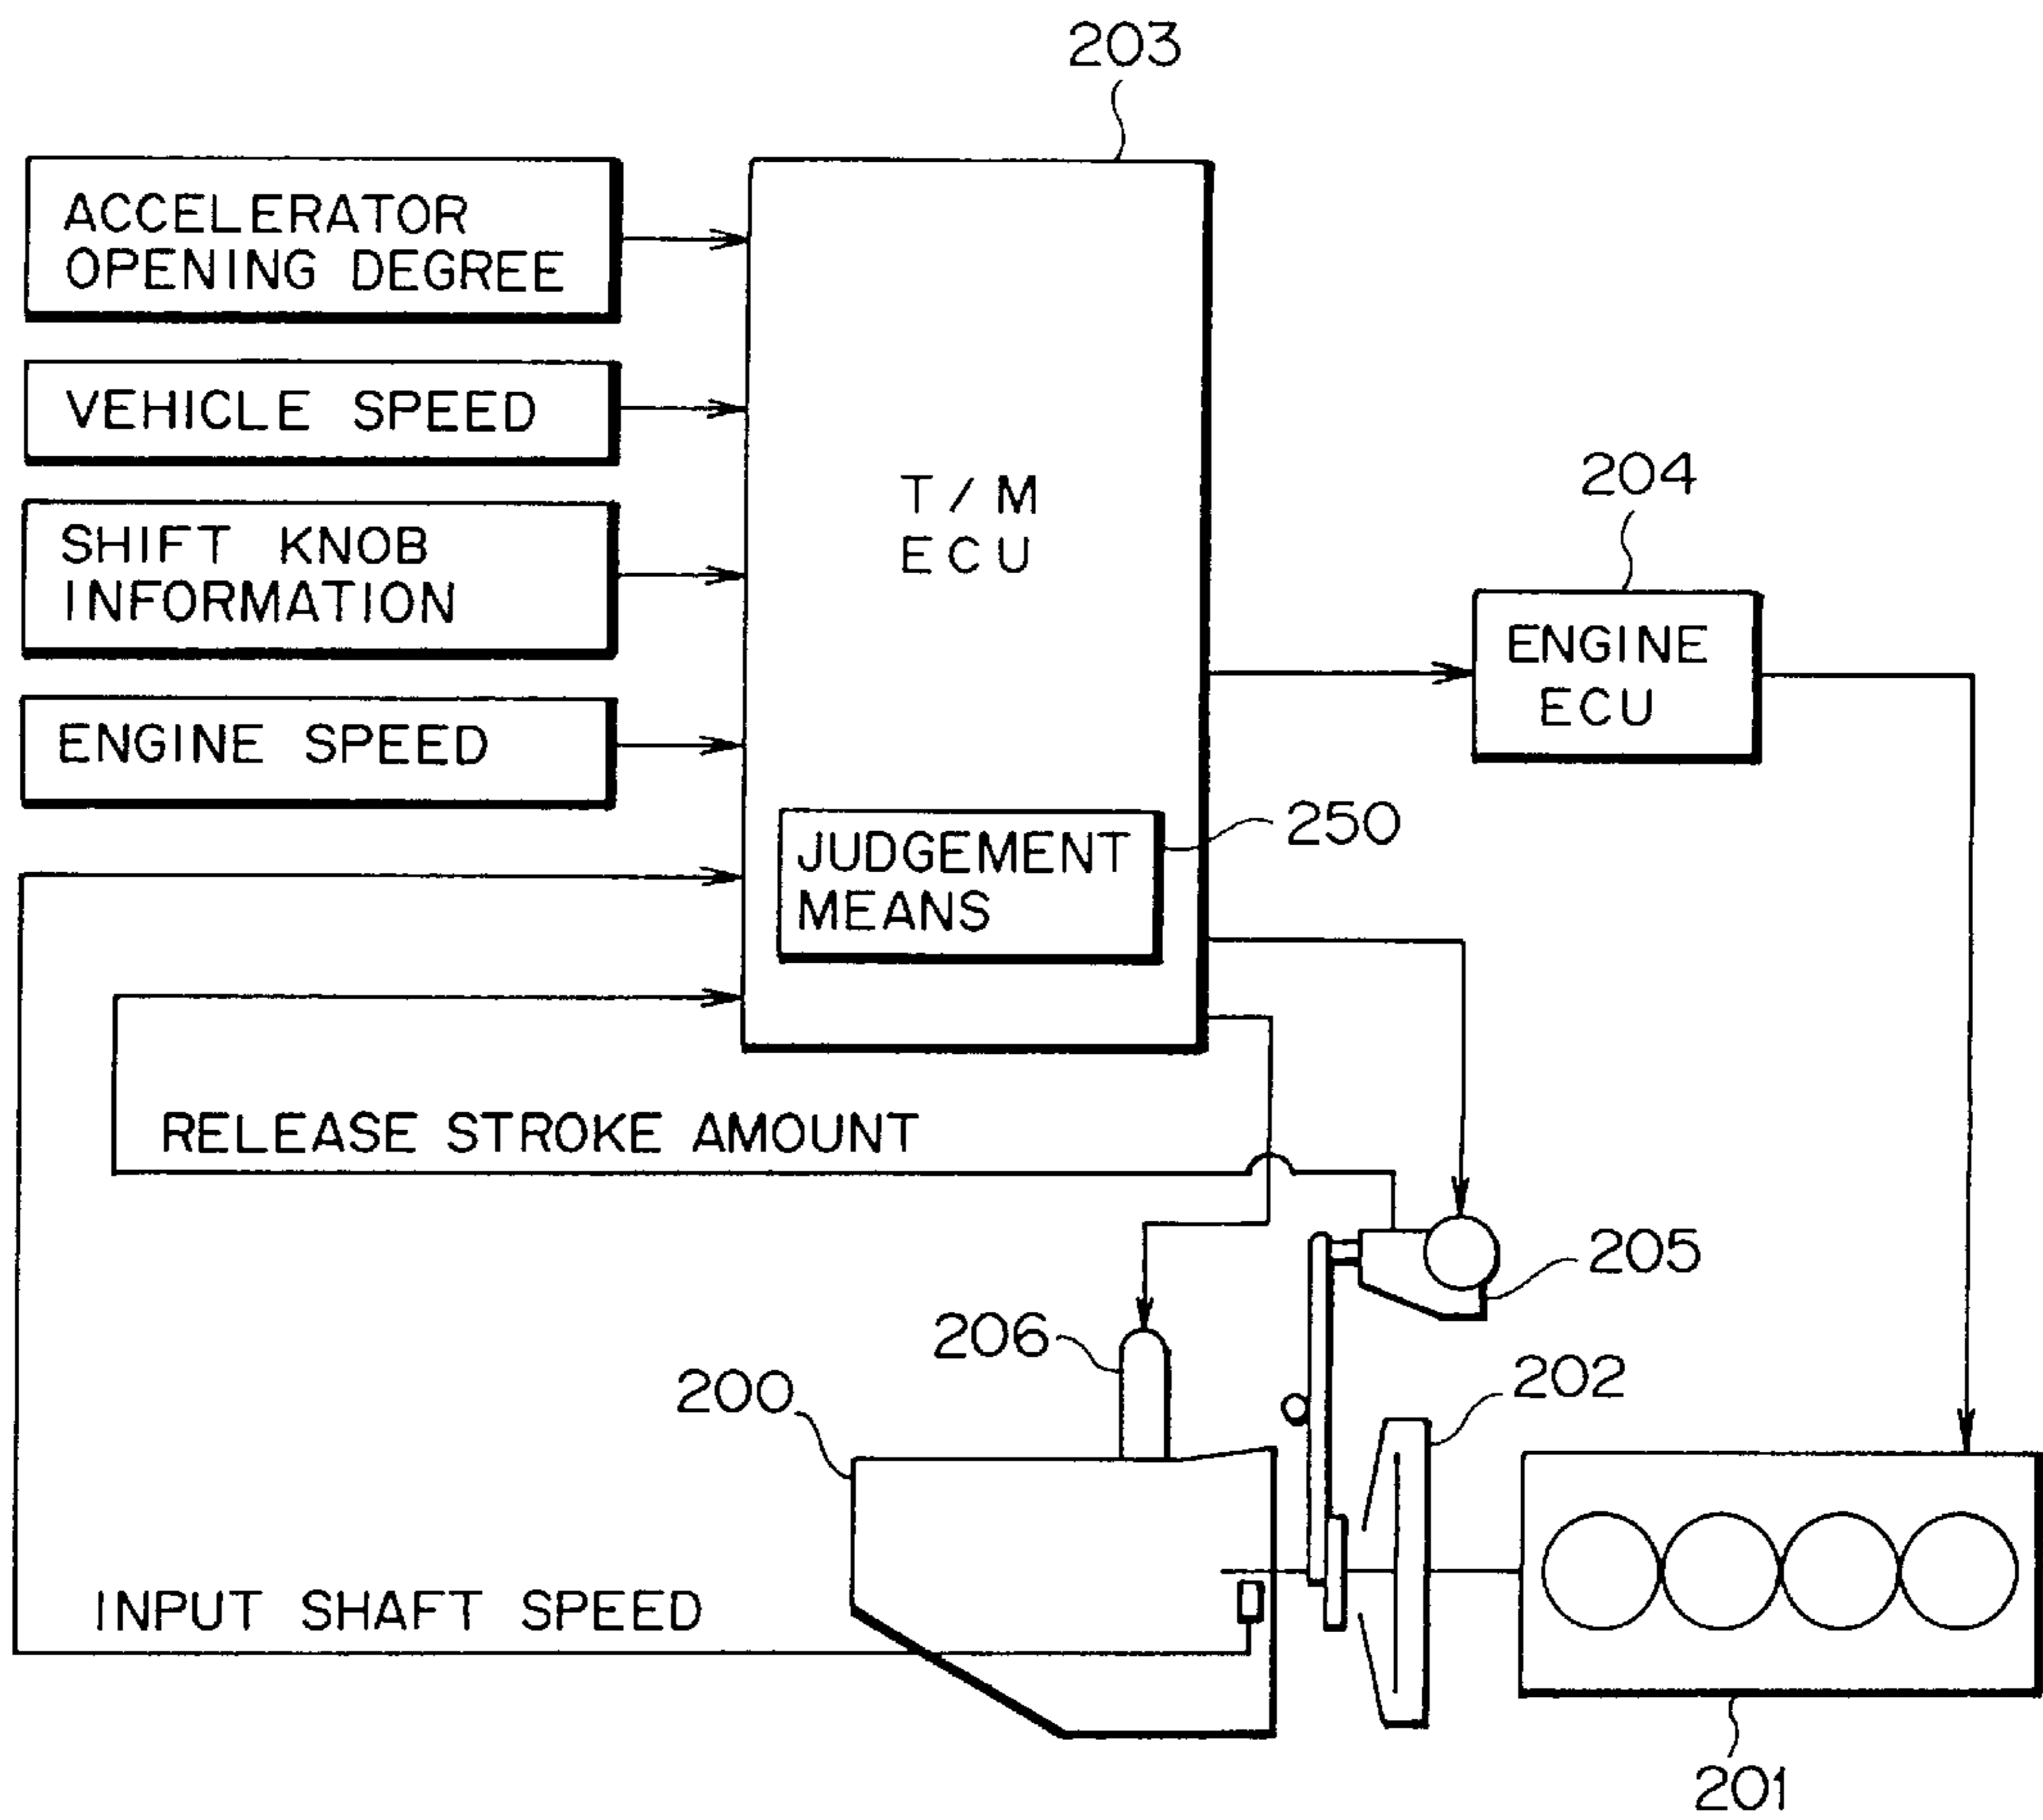 203
ACCELERATOR
OPENING DEGREE
VEHICLE SPEED
SHIFT KNOB
INFORMATION
ENGINE SPEED
T/M
ECU
JUDGEMENT
MEANS
250
204
ENGINE
ECU
RELEASE STROKE AMOUNT
205
206
200
202
INPUT SHAFT SPEED
201